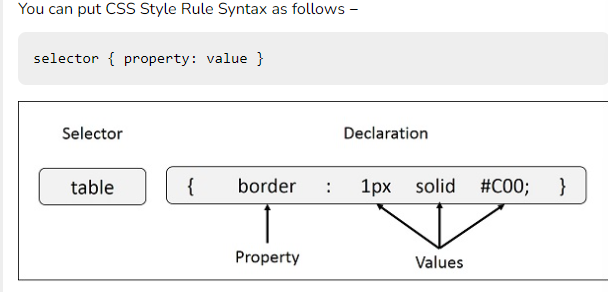 You can put CSS Style Rule Syntax as follows –
selector { property: value }
Selector Declaration
table { border : 1px solid #C00; }
Property Values